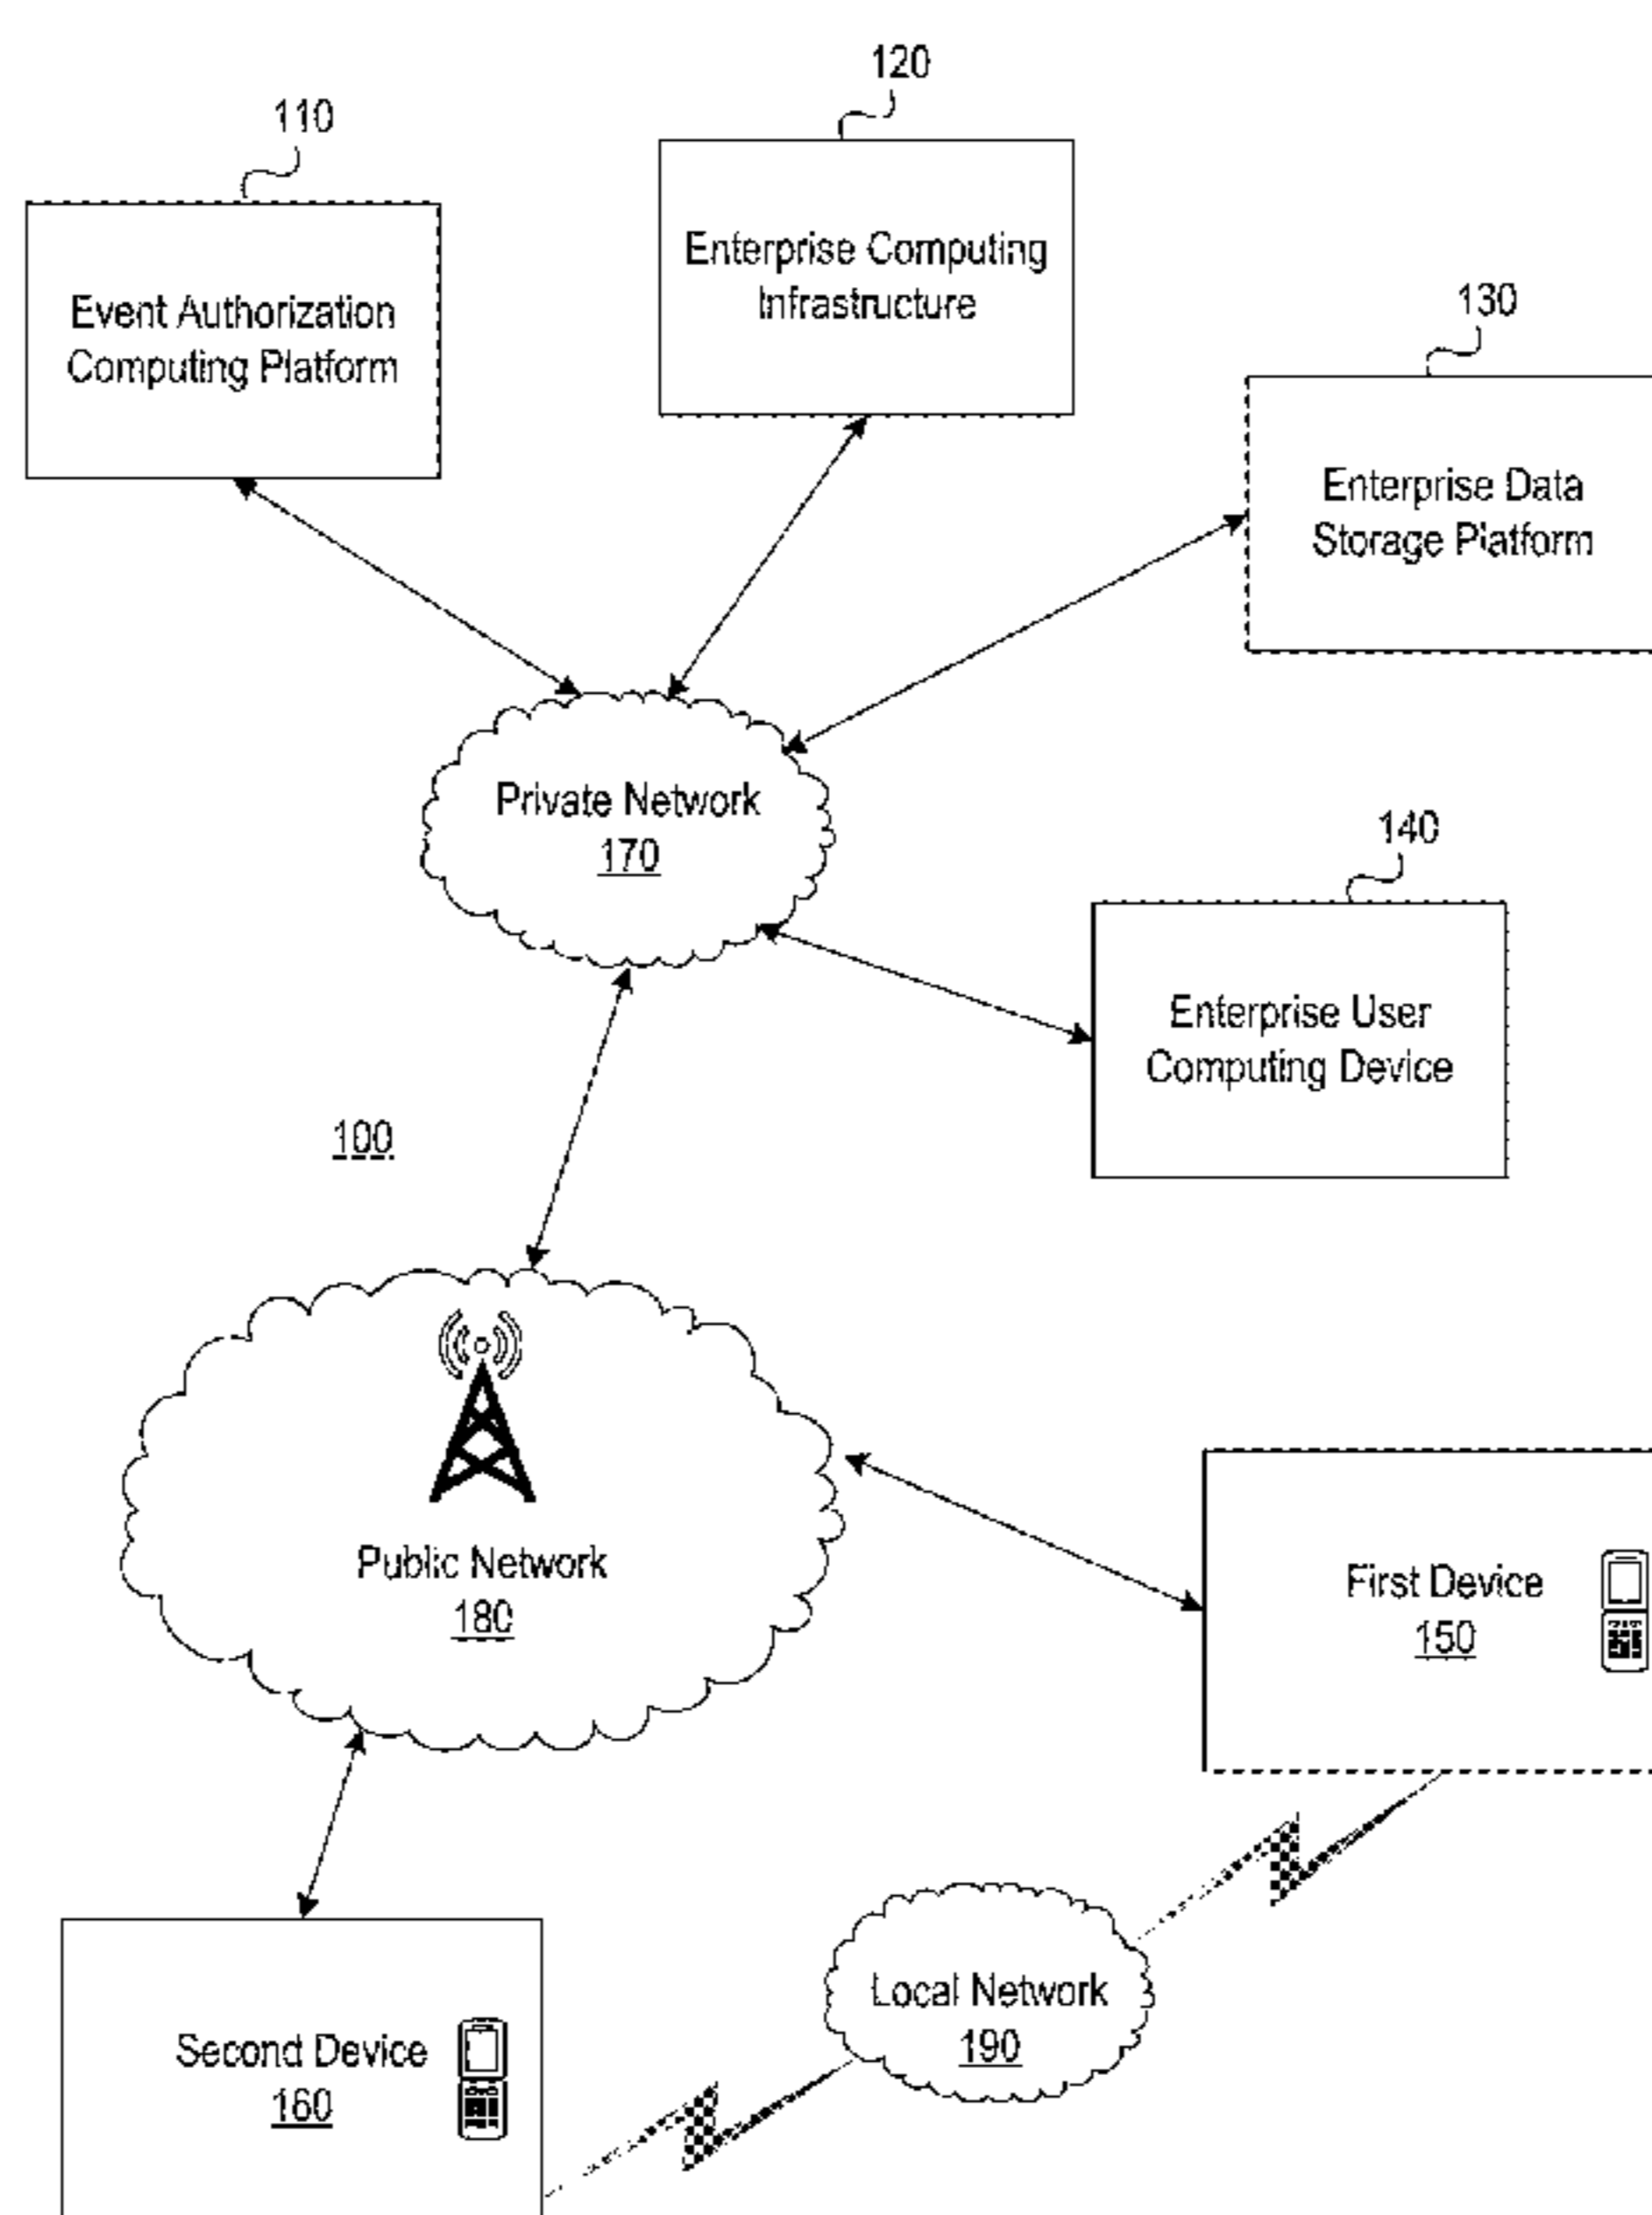 120
110
Enterprise Computing
Infrastructure
130
Event Authorization
Computing Platform
Enterprise Data
Storage Platform
Private Network
170
140
Enterprise User
Computing Device
100
Public Network
180
First Device
150
Local Network
190
Second Device
160